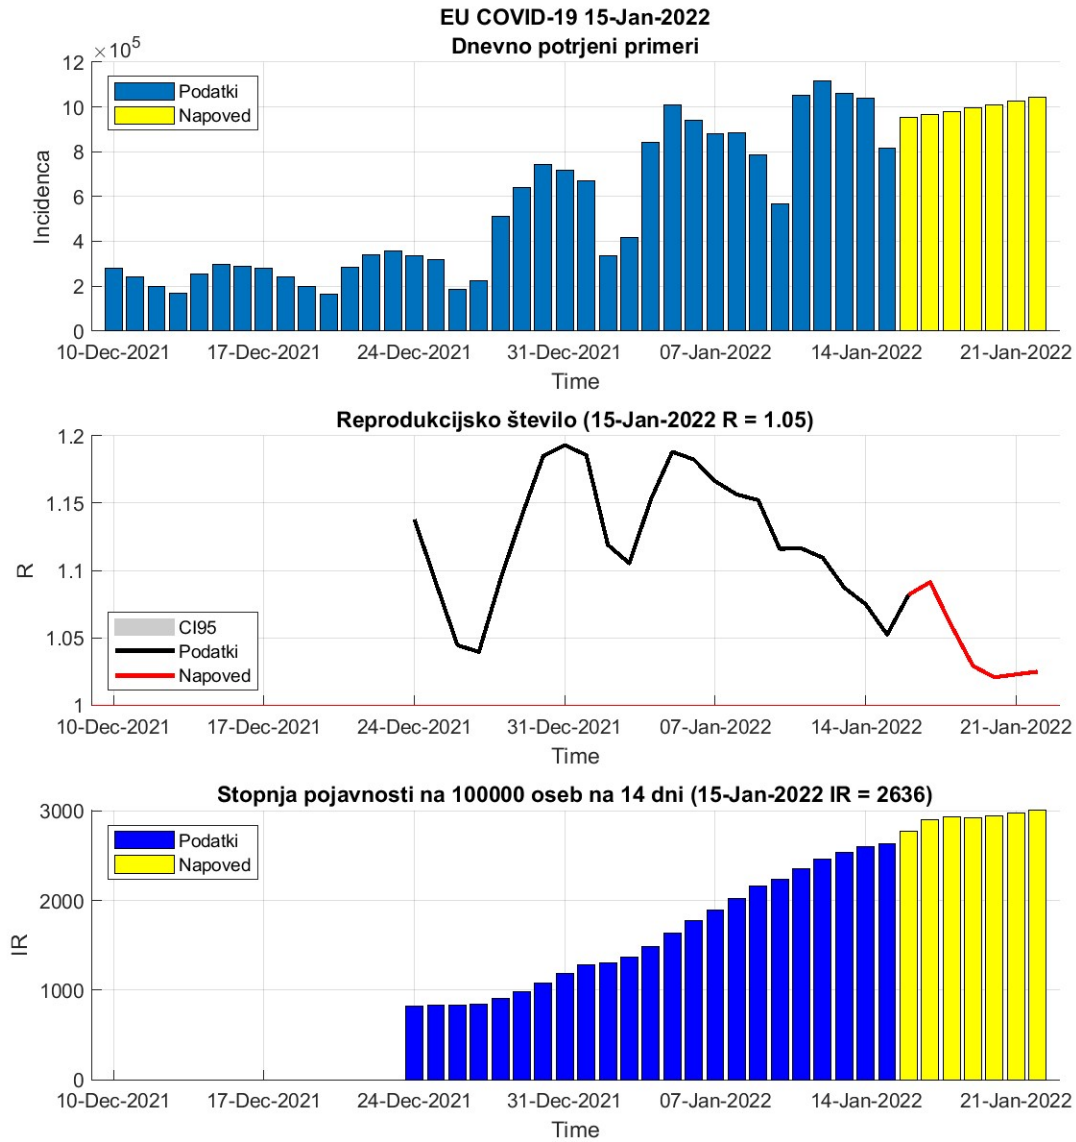 EU COVID-19 15-Jan-2022
Dnevno potrjeni primeri
×10⁵
12
10
8
6
4
2
0
Incidenca
Podatki
Napoved
10-Dec-2021 17-Dec-2021 24-Dec-2021 31-Dec-2021 07-Jan-2022 14-Jan-2022 21-Jan-2022
Time
Reprodukcijsko število (15-Jan-2022 R = 1.05)
1.2
1.15
1.1
1.05
1
R
CI95
Podatki
Napoved
10-Dec-2021 17-Dec-2021 24-Dec-2021 31-Dec-2021 07-Jan-2022 14-Jan-2022 21-Jan-2022
Time
Stopnja pojavnosti na 100000 oseb na 14 dni (15-Jan-2022 IR = 2636)
3000
2000
1000
0
IR
Podatki
Napoved
10-Dec-2021 17-Dec-2021 24-Dec-2021 31-Dec-2021 07-Jan-2022 14-Jan-2022 21-Jan-2022
Time